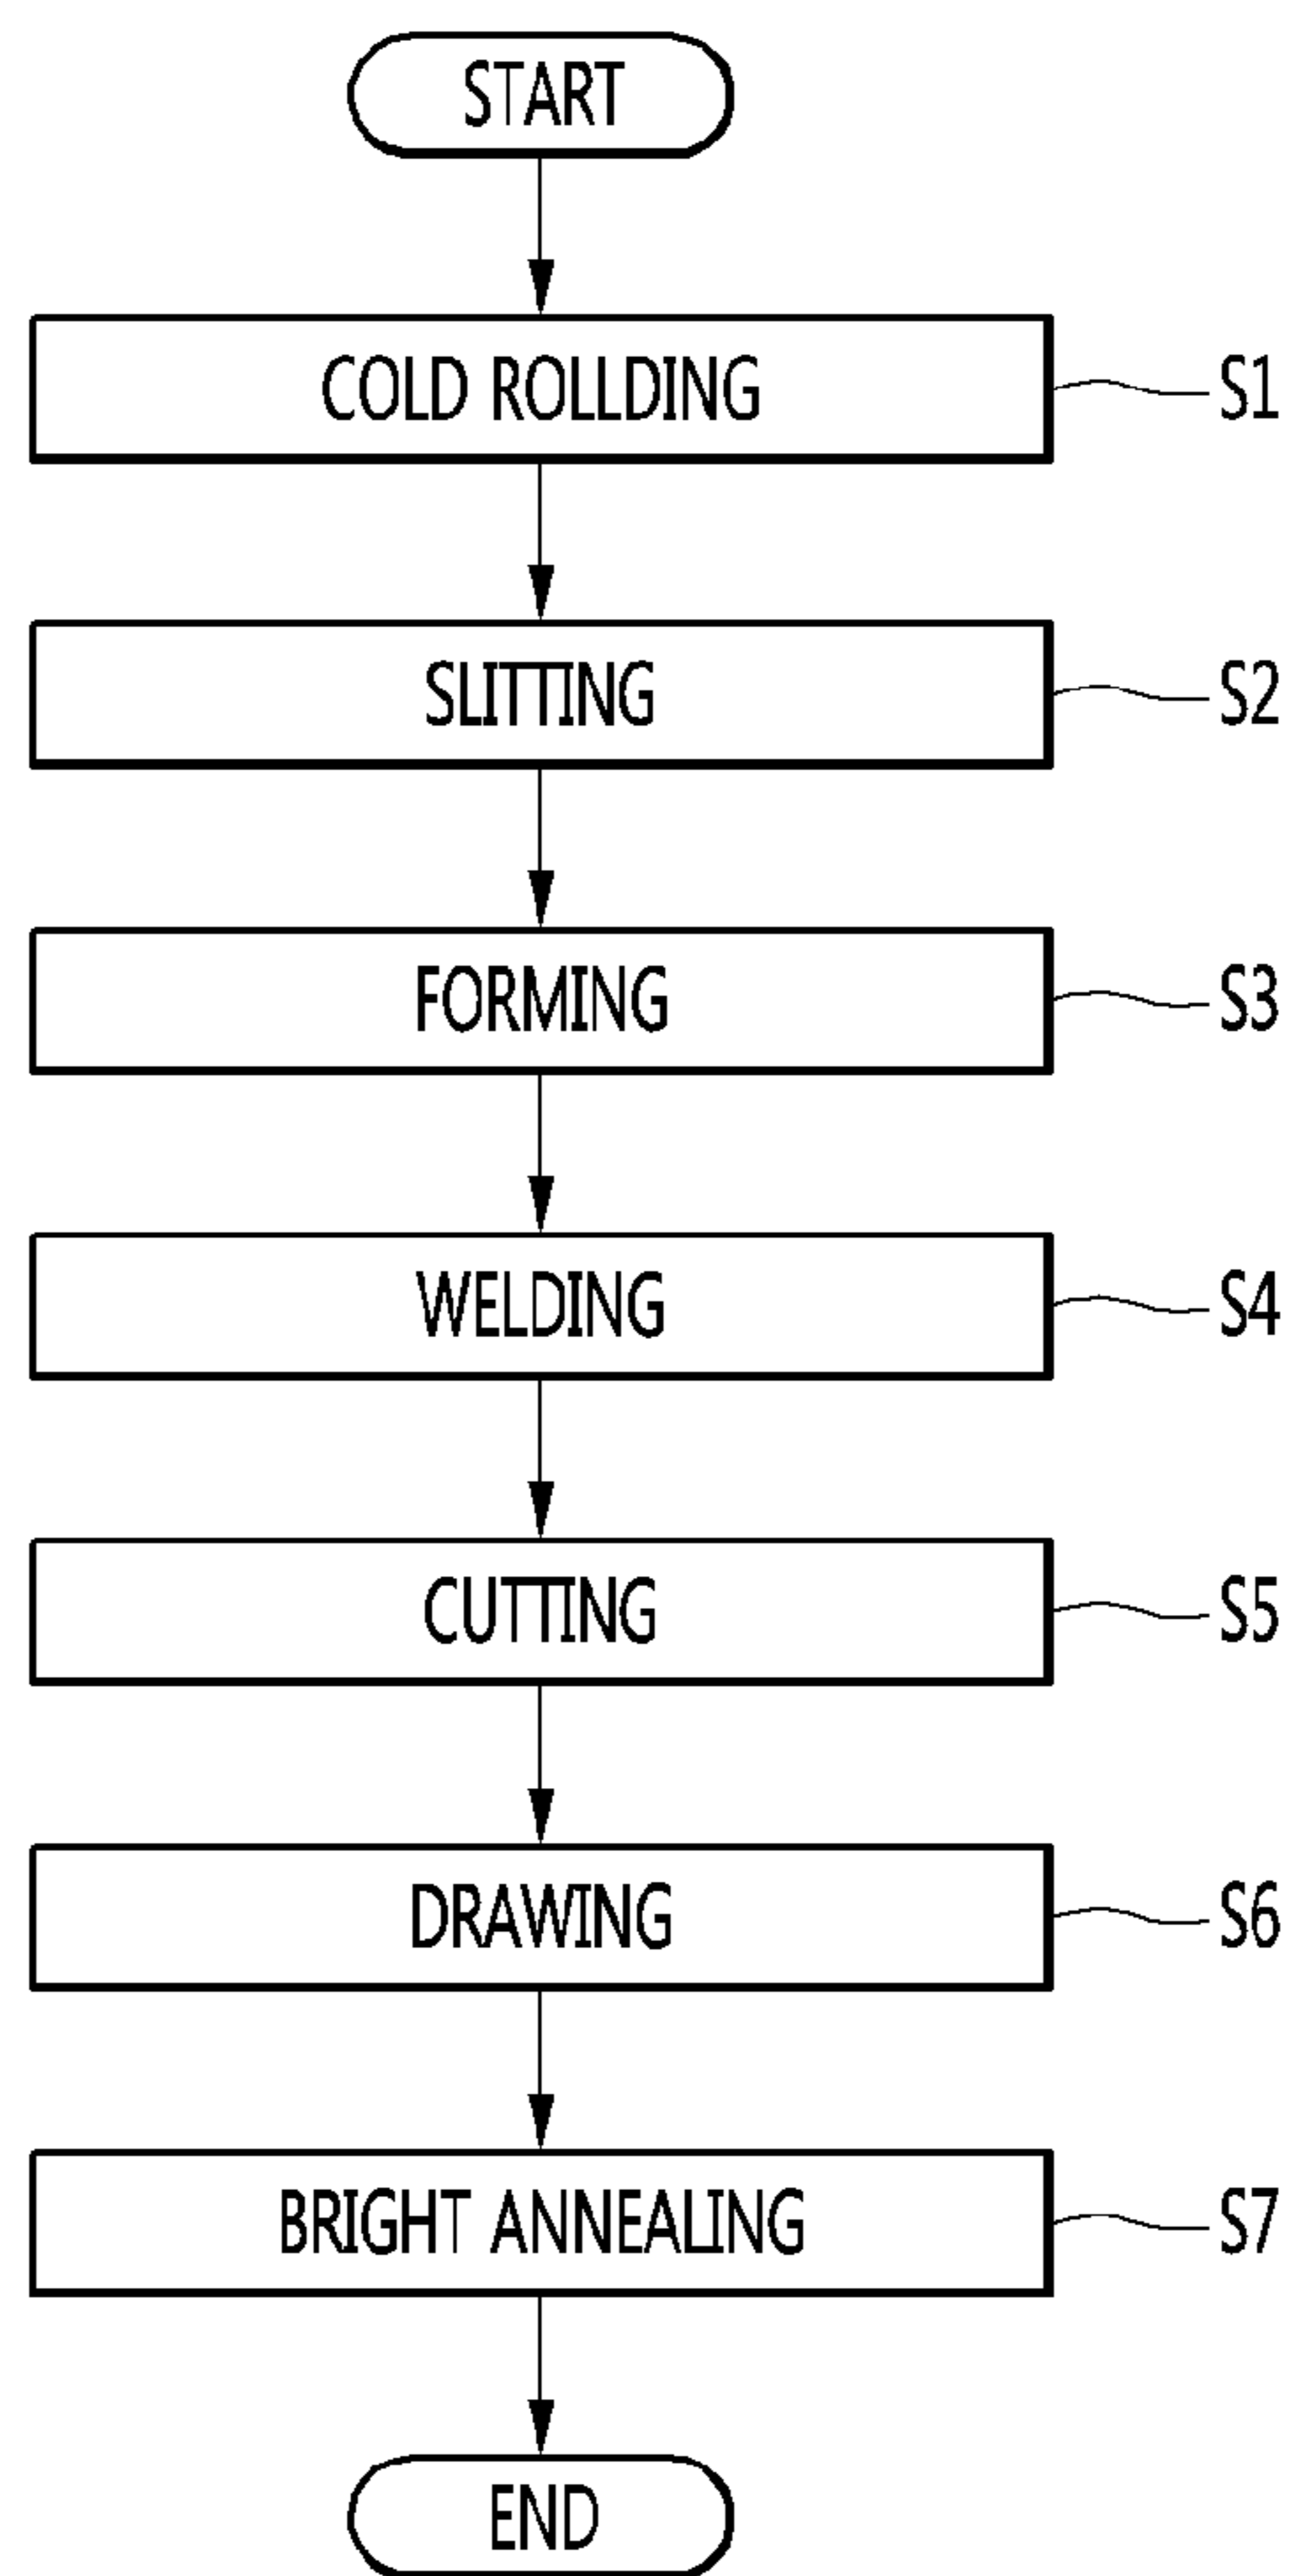 START
COLD ROLLDING S1
SLITTING S2
FORMING S3
WELDING S4
CUTTING S5
DRAWING S6
BRIGHT ANNEALING S7
END